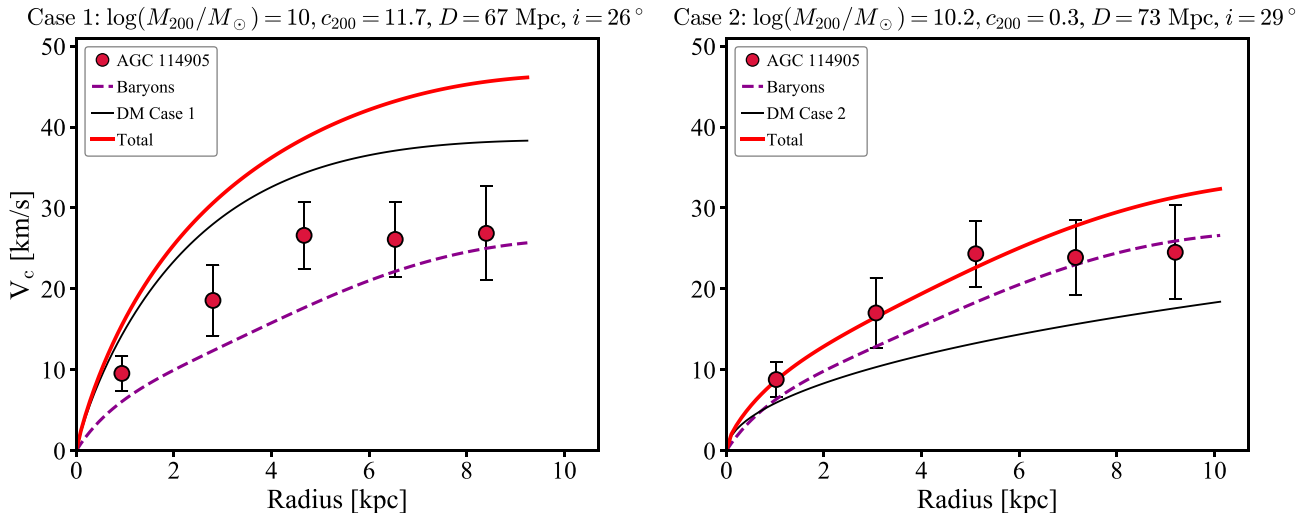 Case 1: log(M₂₀₀/M⊙) = 10, c₂₀₀ = 11.7, D = 67 Mpc, i = 26°
50
40
30
20
10
0
V_c [km/s]
AGC 114905
Baryons
DM Case 1
Total
0 2 4 6 8 10
Radius [kpc]
Case 2: log(M₂₀₀/M⊙) = 10.2, c₂₀₀ = 0.3, D = 73 Mpc, i = 29°
50
40
30
20
10
0
AGC 114905
Baryons
DM Case 2
Total
0 2 4 6 8 10
Radius [kpc]